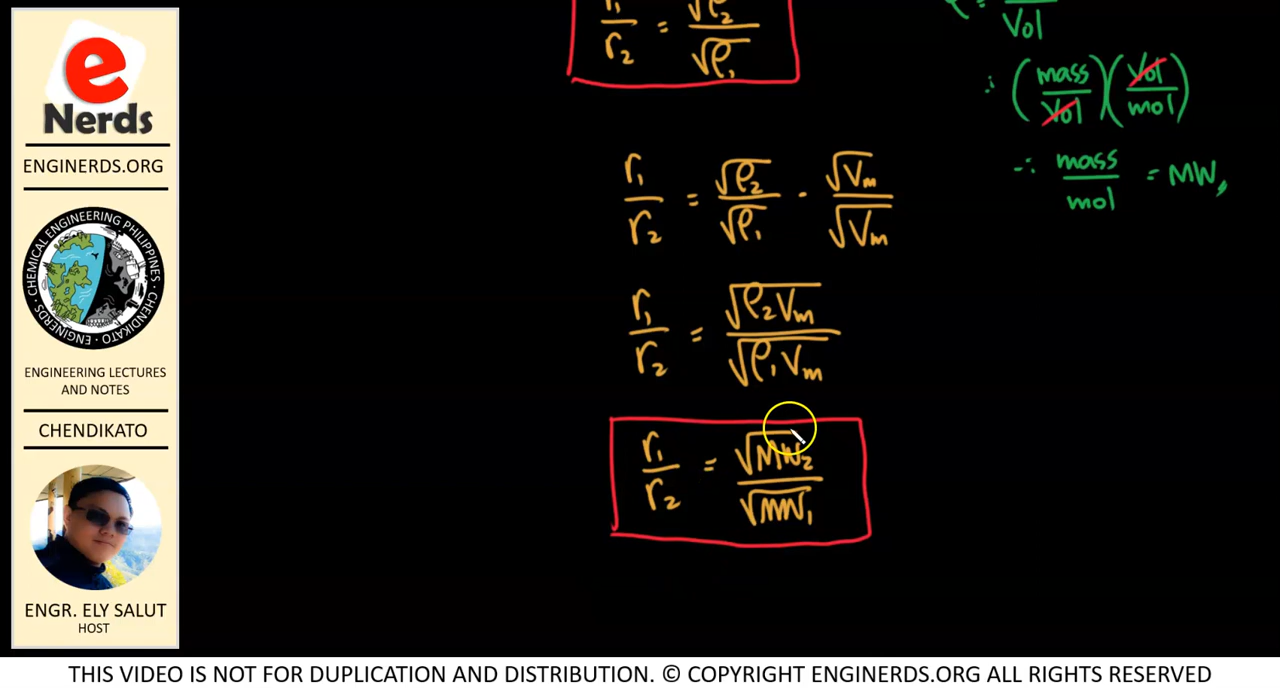 e
Nerds
ENGINERDS.ORG
CHEMICAL ENGINEERING PHILIPPINES
· CHENDIKATO · ENGINERDS ·
ENGINEERING LECTURES
AND NOTES
CHENDIKATO
ENGR. ELY SALUT
HOST
r₁/r₂ = √ρ₂/√ρ₁
Vol
∴ (mass/Vol)(Vol/mol)
∴ mass/mol = MW,
r₁/r₂ = √ρ₂/√ρ₁ · √Vm/√Vm
r₁/r₂ = √ρ₂Vm/√ρ₁Vm
r₁/r₂ = √MW₂/√MW₁
THIS VIDEO IS NOT FOR DUPLICATION AND DISTRIBUTION. © COPYRIGHT ENGINERDS.ORG ALL RIGHTS RESERVED